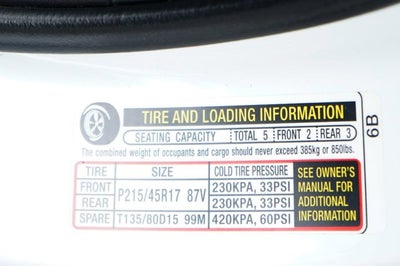 TIRE AND LOADING INFORMATION
SEATING CAPACITY TOTAL 5 FRONT 2 REAR 3
The combined weight of occupants and cargo should never exceed 385kg or 850lbs.
6B
TIRE SIZE COLD TIRE PRESSURE
FRONT P215/45R17 87V 230KPA, 33PSI
REAR 230KPA, 33PSI
SPARE T135/80D15 99M 420KPA, 60PSI
SEE OWNER'S
MANUAL FOR
ADDITIONAL
INFORMATION